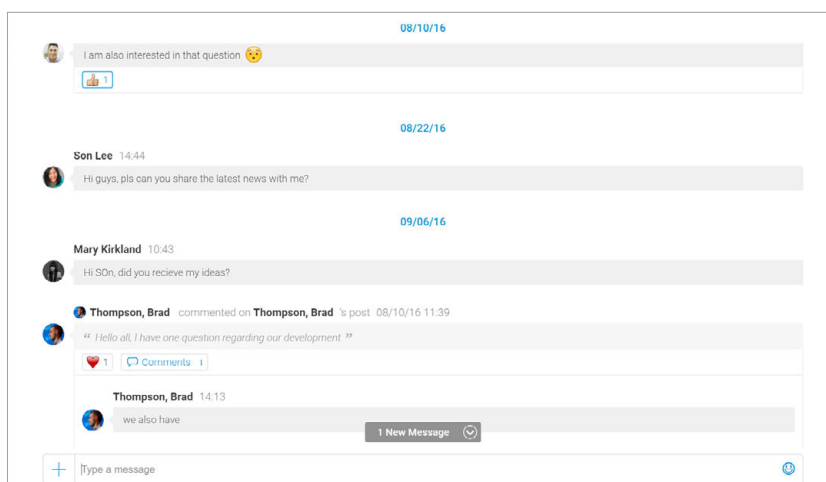 08/10/16
I am also interested in that question
1
08/22/16
Son Lee 14:44
Hi guys, pls can you share the latest news with me?
09/06/16
Mary Kirkland 10:43
Hi SOn, did you recieve my ideas?
Thompson, Brad commented on Thompson, Brad 's post 08/10/16 11:39
“ Hello all, I have one question regarding our development ”
1 Comments 1
Thompson, Brad 14:13
we also have
1 New Message
Type a message